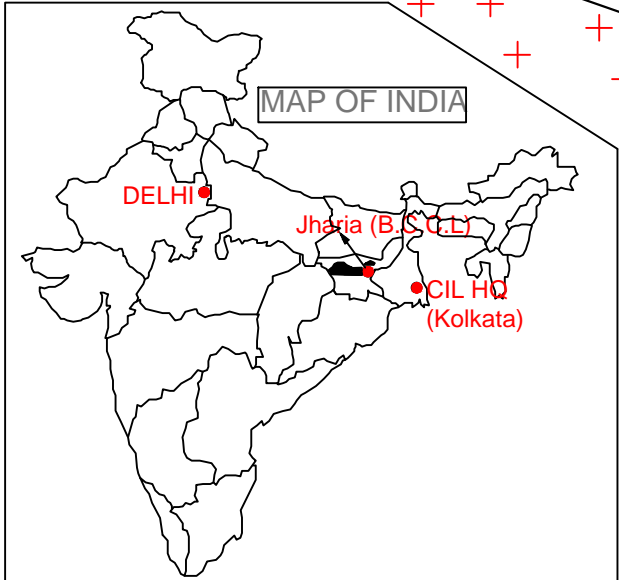 MAP OF INDIA
DELHI
Jharia (B.C.C.L)
CIL HQ
(Kolkata)